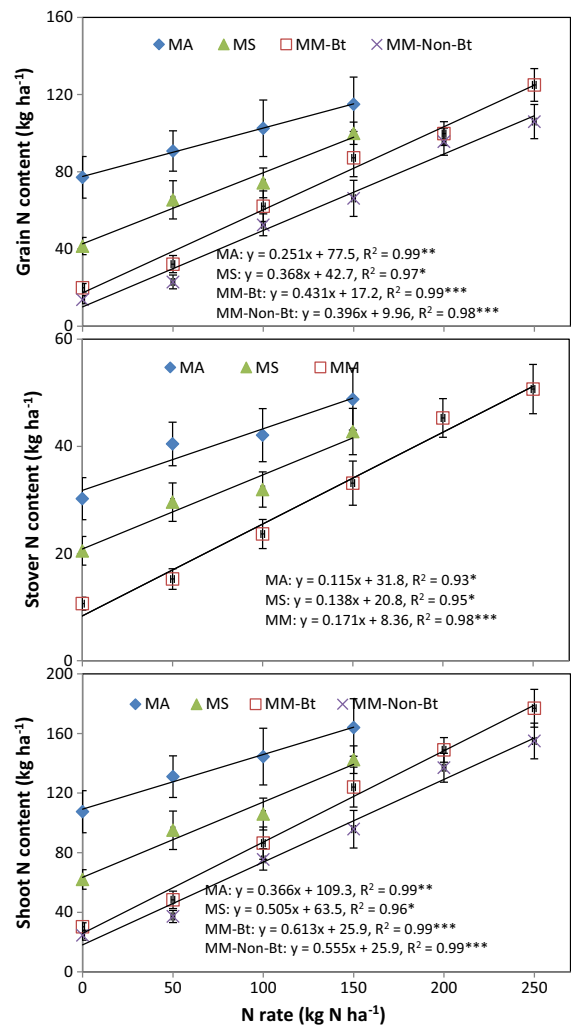 160
MA MS MM-Bt MM-Non-Bt
120
80
40
0
Grain N content (kg ha⁻¹)
MA: y = 0.251x + 77.5, R² = 0.99**
MS: y = 0.368x + 42.7, R² = 0.97*
MM-Bt: y = 0.431x + 17.2, R² = 0.99***
MM-Non-Bt: y = 0.396x + 9.96, R² = 0.98***
60
MA MS MM
40
20
0
Stover N content (kg ha⁻¹)
MA: y = 0.115x + 31.8, R² = 0.93*
MS: y = 0.138x + 20.8, R² = 0.95*
MM: y = 0.171x + 8.36, R² = 0.98***
200
MA MS MM-Bt MM-Non-Bt
160
120
80
40
0
Shoot N content (kg ha⁻¹)
MA: y = 0.366x + 109.3, R² = 0.99**
MS: y = 0.505x + 63.5, R² = 0.96*
MM-Bt: y = 0.613x + 25.9, R² = 0.99***
MM-Non-Bt: y = 0.555x + 25.9, R² = 0.99***
0 50 100 150 200 250
N rate (kg N ha⁻¹)